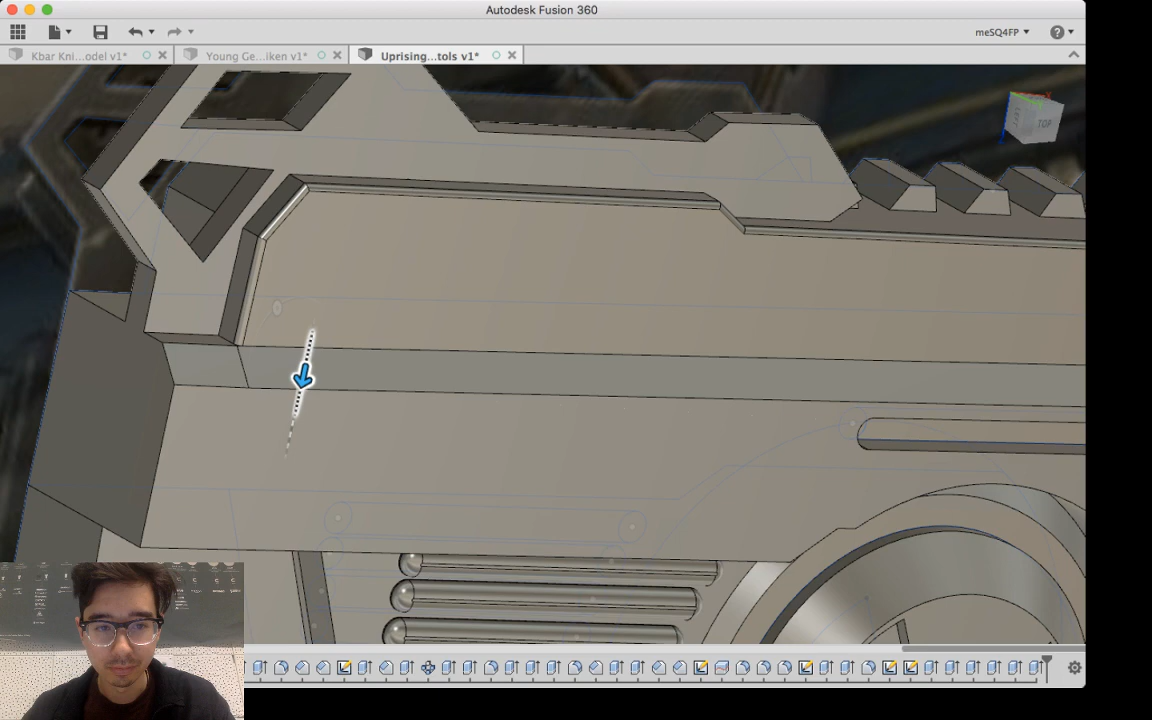 Autodesk Fusion 360
meSQ4FP
Kbar Kni...odel v1*
Young Ge...iken v1*
Uprising...tols v1*
TOP